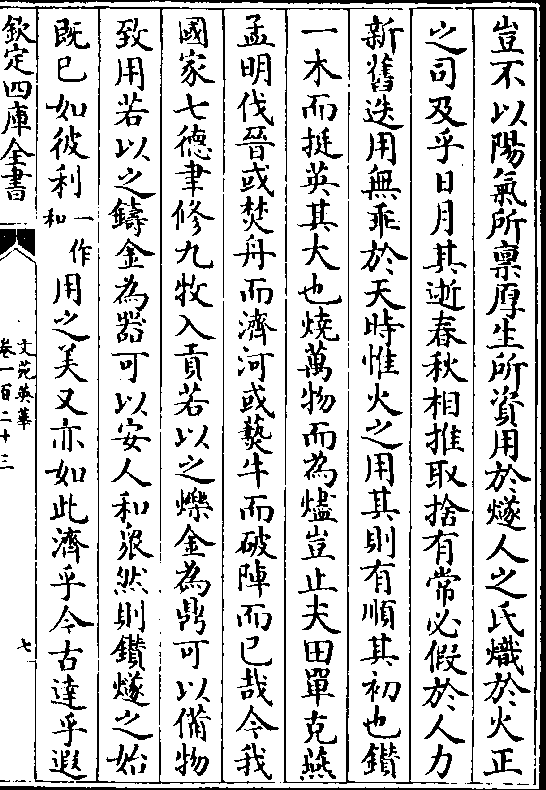 豈不以陽氣所禀厚生所資用於燧人之氏熾於火正
之司及乎日月其逝春秋相推取捨有常必假於人力
新舊迭用無乖於天時惟火之用其則有順其初也鑚
一木而挺英其大也燒萬物而為燼豈止夫田單克燕
孟明伐晉或焚舟而濟河或爇牛而破陣而已哉今我
國家七德聿修九牧入貢若以之爍金為鼎可以備物
致用若以之鑄金為器可以安人和衆然則鑚燧之始
既已如彼利一作和用之美又亦如此濟乎今古逹乎遐
欽定四庫全書
文苑英華
卷一百二十三
七